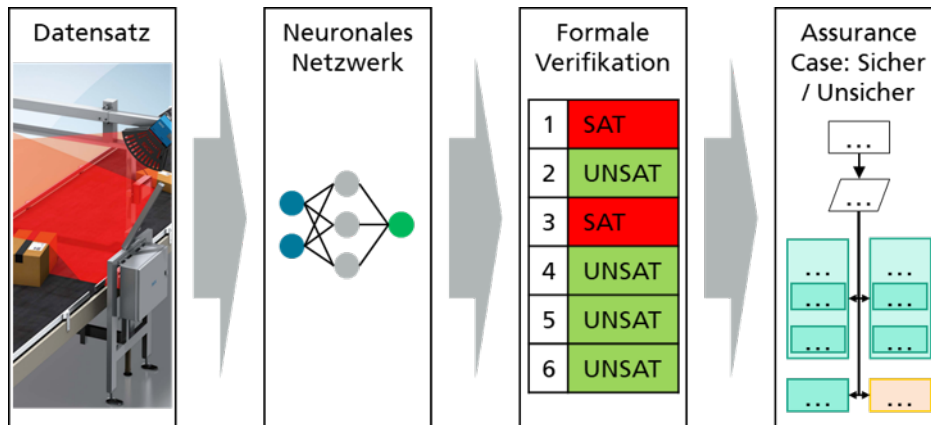 Datensatz
Neuronales
Netzwerk
Formale
Verifikation
1 SAT
2 UNSAT
3 SAT
4 UNSAT
5 UNSAT
6 UNSAT
Assurance
Case: Sicher
/ Unsicher
...
...
... ...
... ...
... ...
... ...